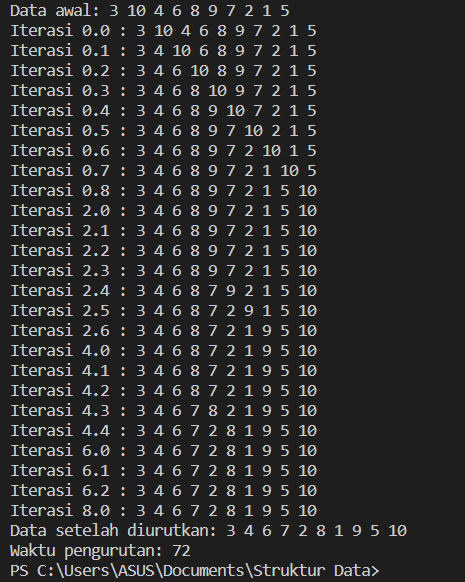 Data awal: 3 10 4 6 8 9 7 2 1 5
Iterasi 0.0 : 3 10 4 6 8 9 7 2 1 5
Iterasi 0.1 : 3 4 10 6 8 9 7 2 1 5
Iterasi 0.2 : 3 4 6 10 8 9 7 2 1 5
Iterasi 0.3 : 3 4 6 8 10 9 7 2 1 5
Iterasi 0.4 : 3 4 6 8 9 10 7 2 1 5
Iterasi 0.5 : 3 4 6 8 9 7 10 2 1 5
Iterasi 0.6 : 3 4 6 8 9 7 2 10 1 5
Iterasi 0.7 : 3 4 6 8 9 7 2 1 10 5
Iterasi 0.8 : 3 4 6 8 9 7 2 1 5 10
Iterasi 2.0 : 3 4 6 8 9 7 2 1 5 10
Iterasi 2.1 : 3 4 6 8 9 7 2 1 5 10
Iterasi 2.2 : 3 4 6 8 9 7 2 1 5 10
Iterasi 2.3 : 3 4 6 8 9 7 2 1 5 10
Iterasi 2.4 : 3 4 6 8 7 9 2 1 5 10
Iterasi 2.5 : 3 4 6 8 7 2 9 1 5 10
Iterasi 2.6 : 3 4 6 8 7 2 1 9 5 10
Iterasi 4.0 : 3 4 6 8 7 2 1 9 5 10
Iterasi 4.1 : 3 4 6 8 7 2 1 9 5 10
Iterasi 4.2 : 3 4 6 8 7 2 1 9 5 10
Iterasi 4.3 : 3 4 6 7 8 2 1 9 5 10
Iterasi 4.4 : 3 4 6 7 2 8 1 9 5 10
Iterasi 6.0 : 3 4 6 7 2 8 1 9 5 10
Iterasi 6.1 : 3 4 6 7 2 8 1 9 5 10
Iterasi 6.2 : 3 4 6 7 2 8 1 9 5 10
Iterasi 8.0 : 3 4 6 7 2 8 1 9 5 10
Data setelah diurutkan: 3 4 6 7 2 8 1 9 5 10
Waktu pengurutan: 72
PS C:\Users\ASUS\Documents\Struktur Data>